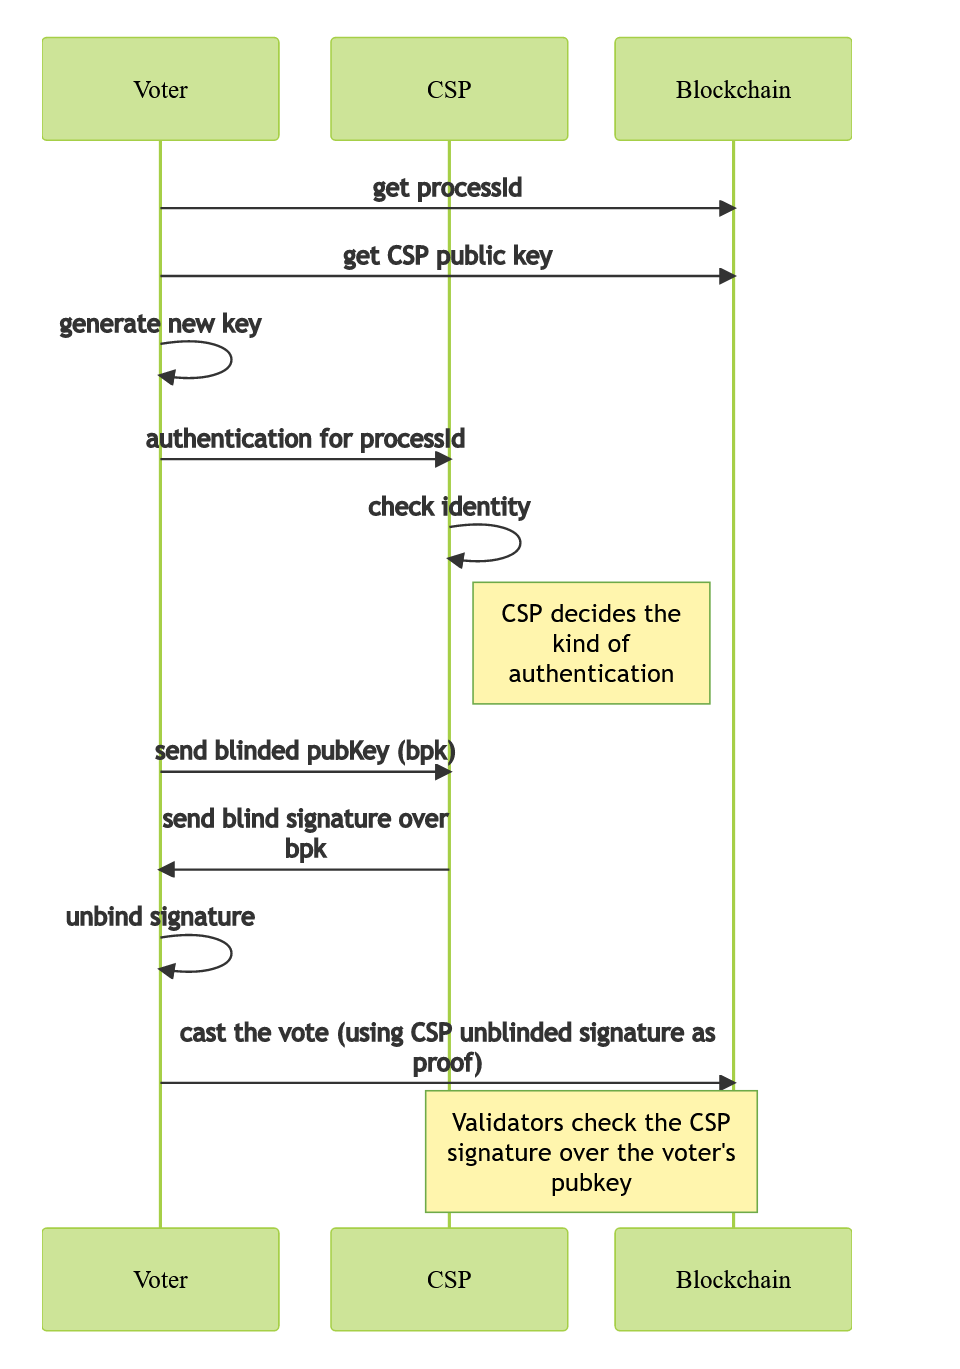 Voter
CSP
Blockchain
get processId
get CSP public key
generate new key
authentication for processId
check identity
CSP decides the
kind of
authentication
send blinded pubKey (bpk)
send blind signature over
bpk
unbind signature
cast the vote (using CSP unblinded signature as
proof)
Validators check the CSP
signature over the voter's
pubkey
Voter
CSP
Blockchain